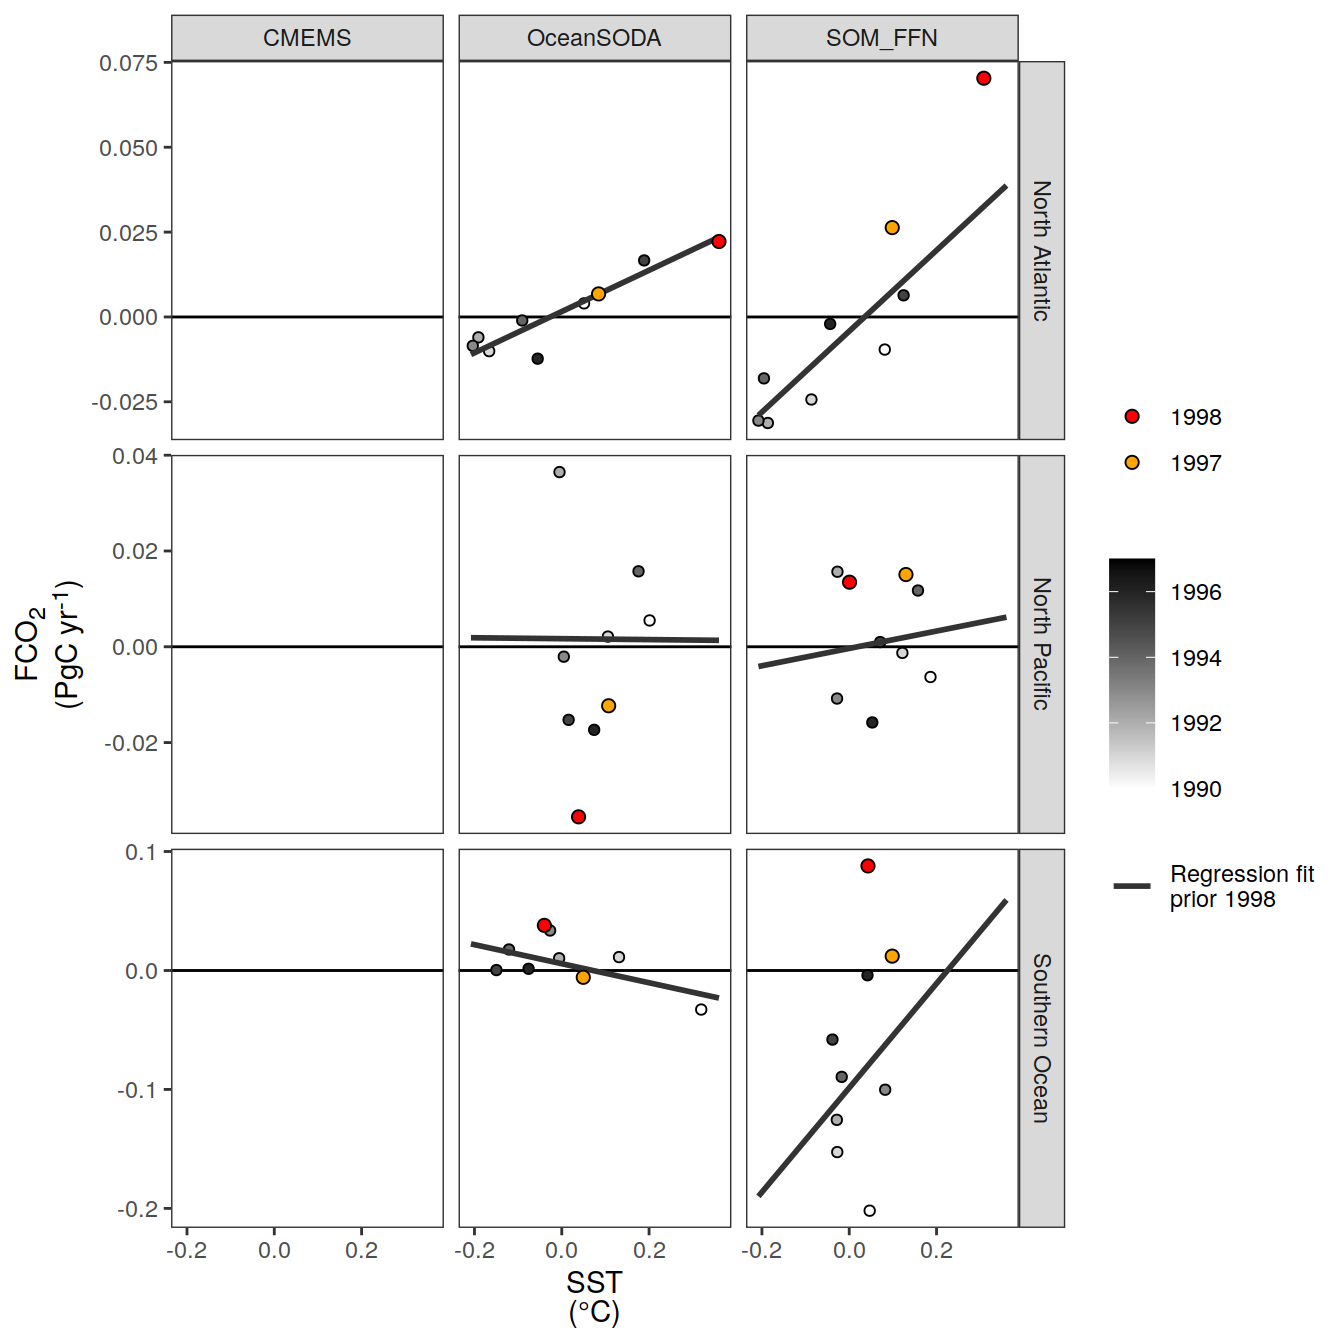 CMEMS OceanSODA SOM_FFN
0.075
0.050
0.025
0.000
-0.025
North Atlantic
0.04
0.02
0.00
-0.02
North Pacific
0.1
0.0
-0.1
-0.2
Southern Ocean
-0.2 0.0 0.2 -0.2 0.0 0.2 -0.2 0.0 0.2
SST
(°C)
FCO₂
(PgC yr⁻¹)
1998
1997
1996
1994
1992
1990
Regression fit
prior 1998